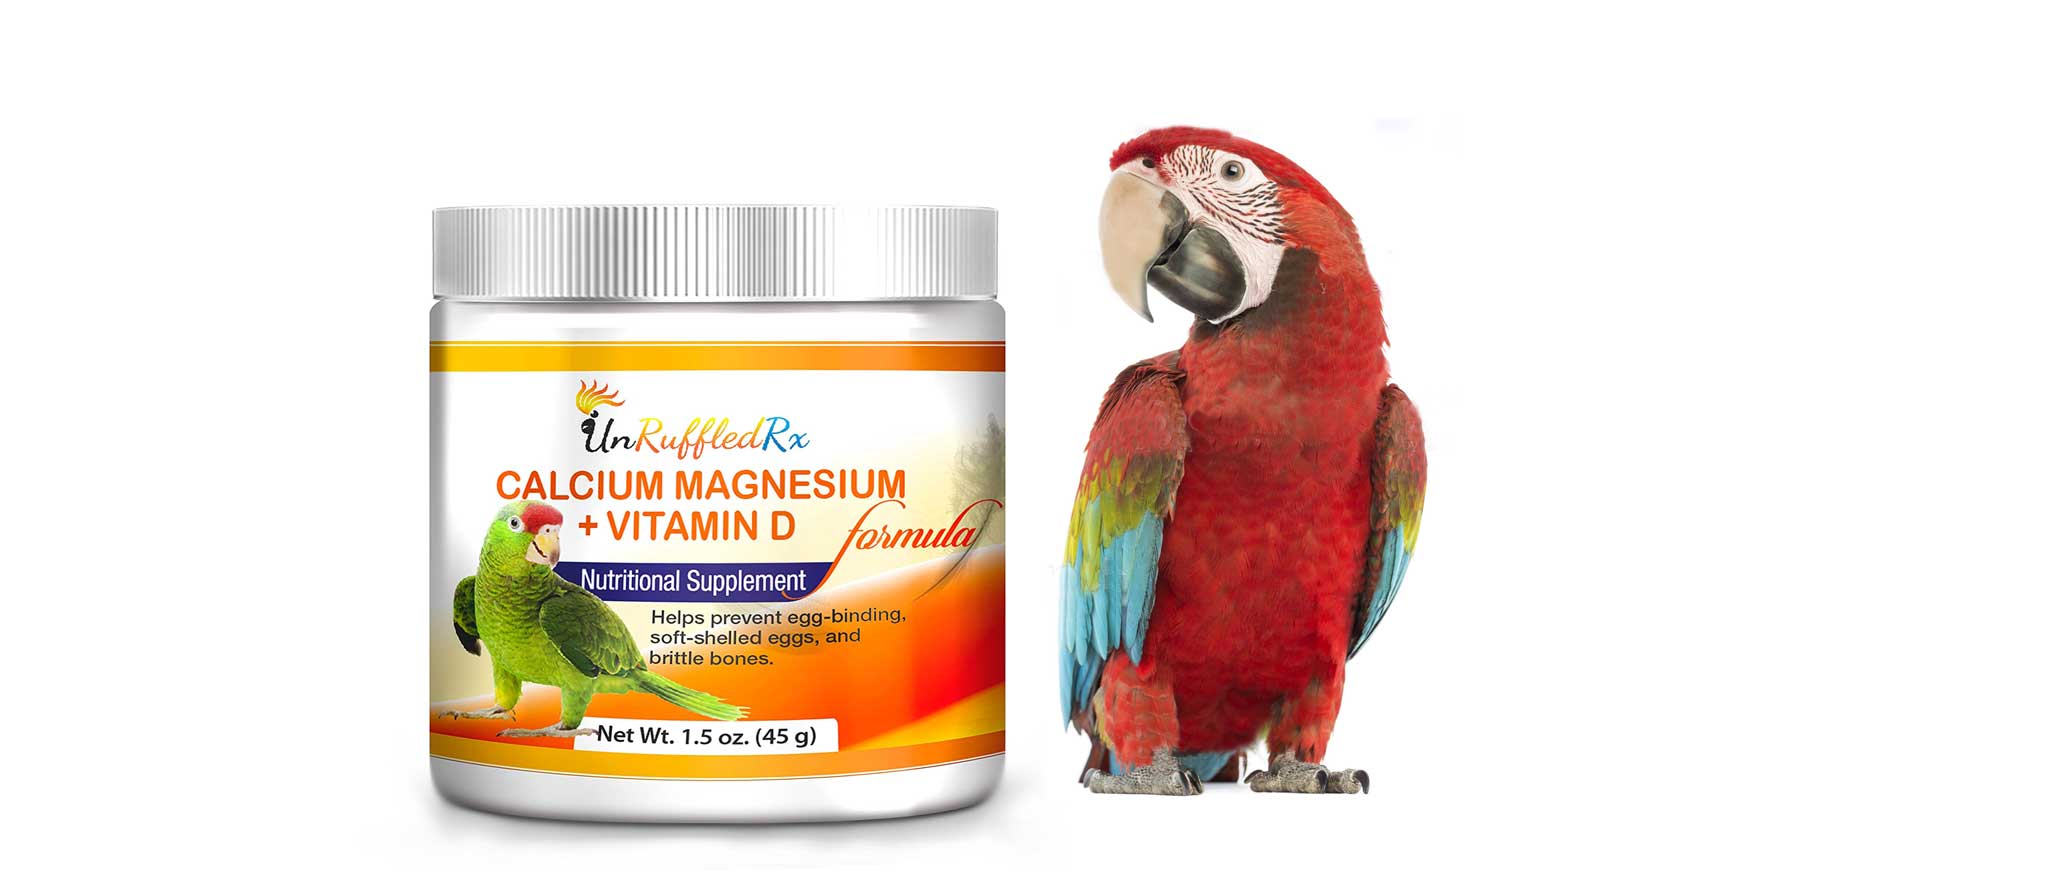 UnRuffledRx
CALCIUM MAGNESIUM
+ VITAMIN D formula
Nutritional Supplement
Helps prevent egg-binding,
soft-shelled eggs, and
brittle bones.
Net Wt. 1.5 oz. (45 g)